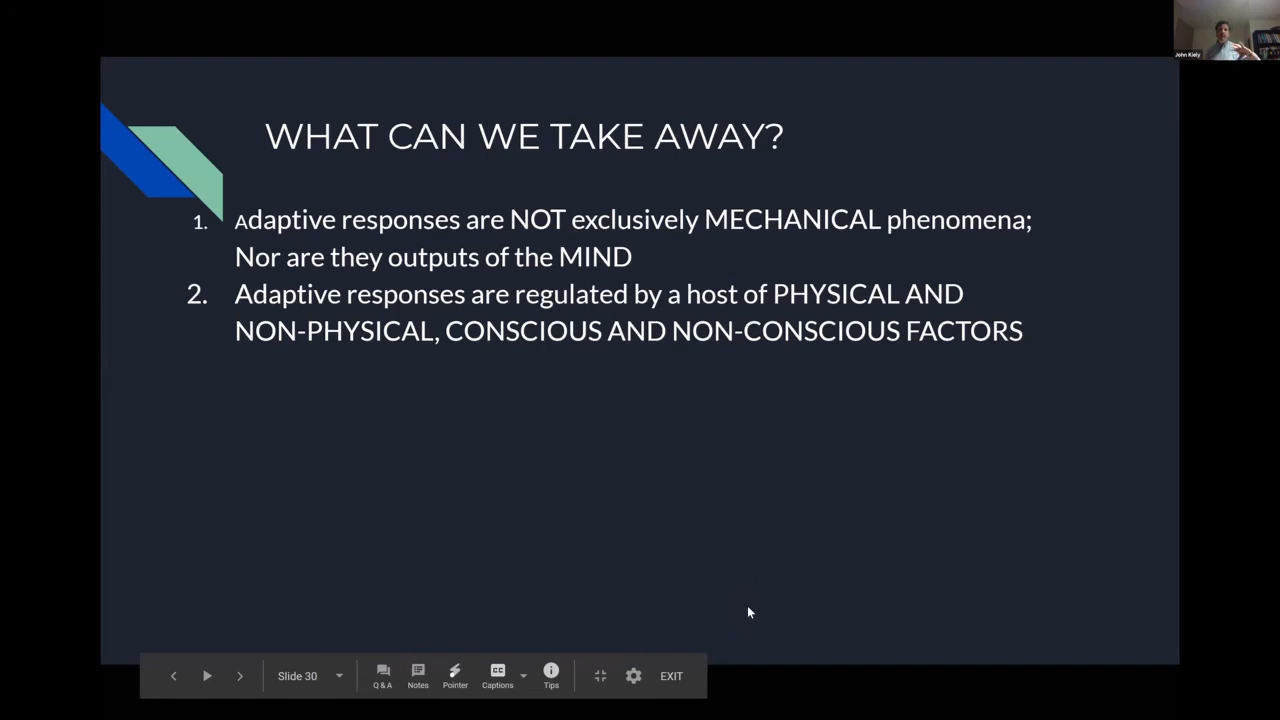 John Kiely
WHAT CAN WE TAKE AWAY?
1. Adaptive responses are NOT exclusively MECHANICAL phenomena;
Nor are they outputs of the MIND
2. Adaptive responses are regulated by a host of PHYSICAL AND
NON-PHYSICAL, CONSCIOUS AND NON-CONSCIOUS FACTORS
Slide 30
Q & A
Notes
Pointer
CC
Captions
Tips
EXIT